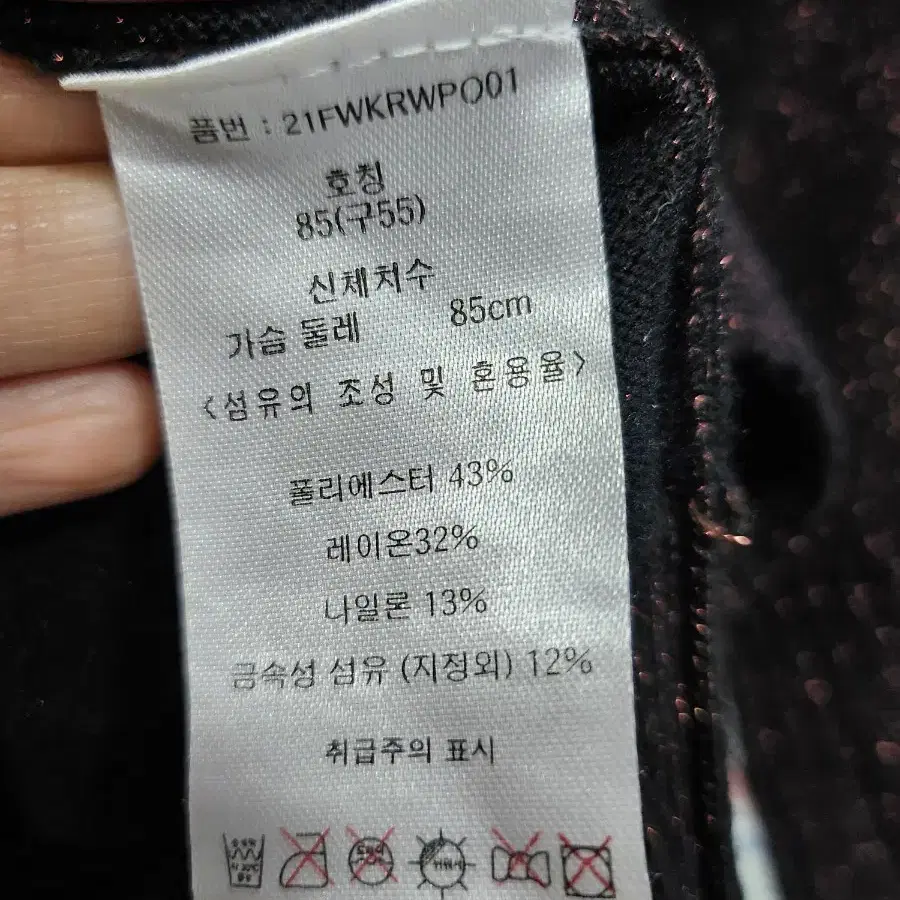 품번 : 21FWKRWPO01
호칭
85(구55)
신체처수
가슴 둘레 85cm
<섬유의 조성 및 혼용율>
폴리에스터 43%
레이온32%
나일론 13%
금속성 섬유 (지정외) 12%
취급주의 표시